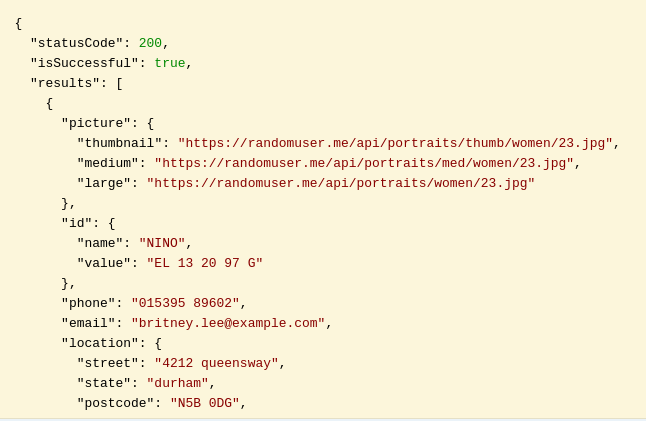 {
  "statusCode": 200,
  "isSuccessful": true,
  "results": [
    {
      "picture": {
        "thumbnail": "https://randomuser.me/api/portraits/thumb/women/23.jpg",
        "medium": "https://randomuser.me/api/portraits/med/women/23.jpg",
        "large": "https://randomuser.me/api/portraits/women/23.jpg"
      },
      "id": {
        "name": "NINO",
        "value": "EL 13 20 97 G"
      },
      "phone": "015395 89602",
      "email": "britney.lee@example.com",
      "location": {
        "street": "4212 queensway",
        "state": "durham",
        "postcode": "N5B 0DG",